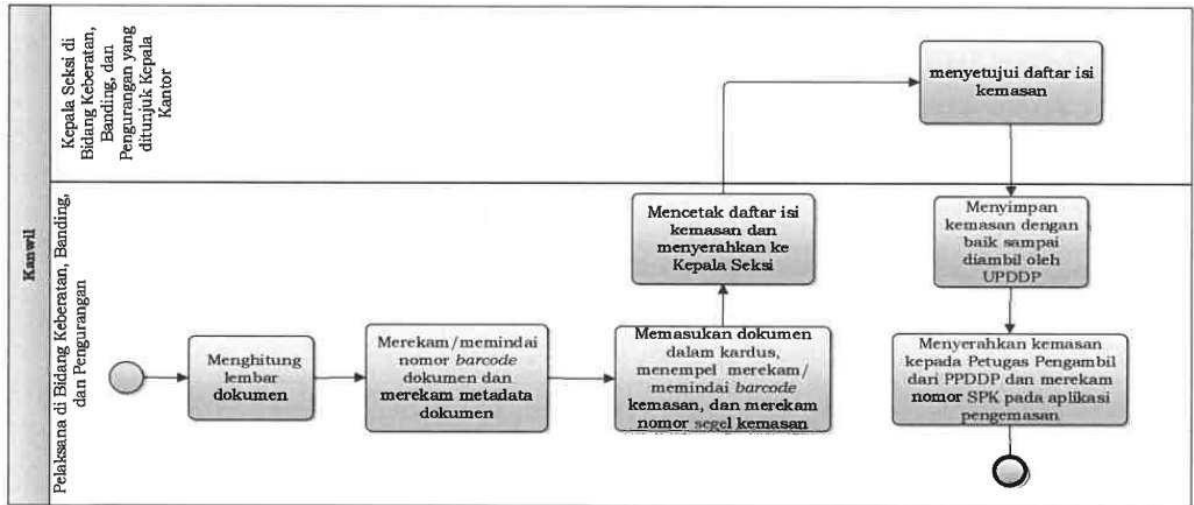 Kanwil
Kepala Seksi di
Bidang Keberatan,
Banding, dan
Pengurangan yang
ditunjuk Kepala
Kantor
menyetujui daftar isi
kemasan
Pelaksana di Bidang Keberatan, Banding,
dan Pengurangan
Menghitung
lembar
dokumen
Merekam/memindai
nomor barcode
dokumen dan
merekam metadata
dokumen
Memasukan dokumen
dalam kardus,
menempel merekam/
memindai barcode
kemasan, dan merekam
nomor segel kemasan
Mencetak daftar isi
kemasan dan
menyerahkan ke
Kepala Seksi
Menyimpan
kemasan dengan
baik sampai
diambil oleh
UPDDP
Menyerahkan kemasan
kepada Petugas Pengambil
dari PPDDP dan merekam
nomor SPK pada aplikasi
pengemasan